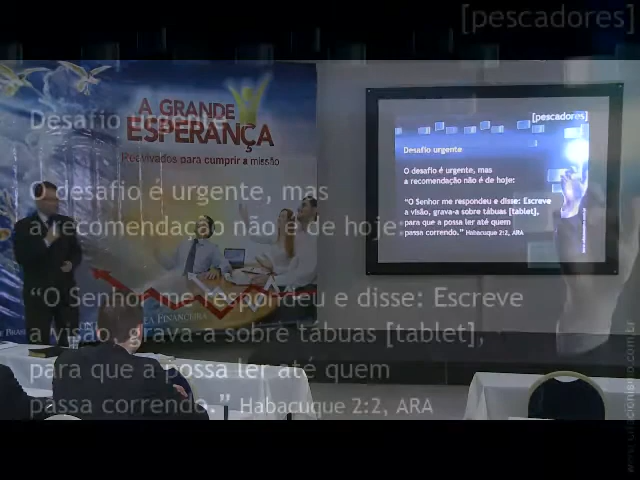 [pescadores]
A GRANDE
ESPERANÇA
Reavivados para cumprir a missão
Desafio urgente
O desafio é urgente, mas
a recomendação não é de hoje:
“O Senhor me respondeu e disse: Escreve
a visão, grava-a sobre tábuas [tablet],
para que a possa ler até quem
passa correndo.” Habacuque 2:2, ARA
[pescadores]
Desafio urgente
O desafio é urgente, mas
a recomendação não é de hoje:
“O Senhor me respondeu e disse: Escreve
a visão, grava-a sobre tábuas [tablet],
para que a possa ler até quem
passa correndo.” Habacuque 2:2, ARA